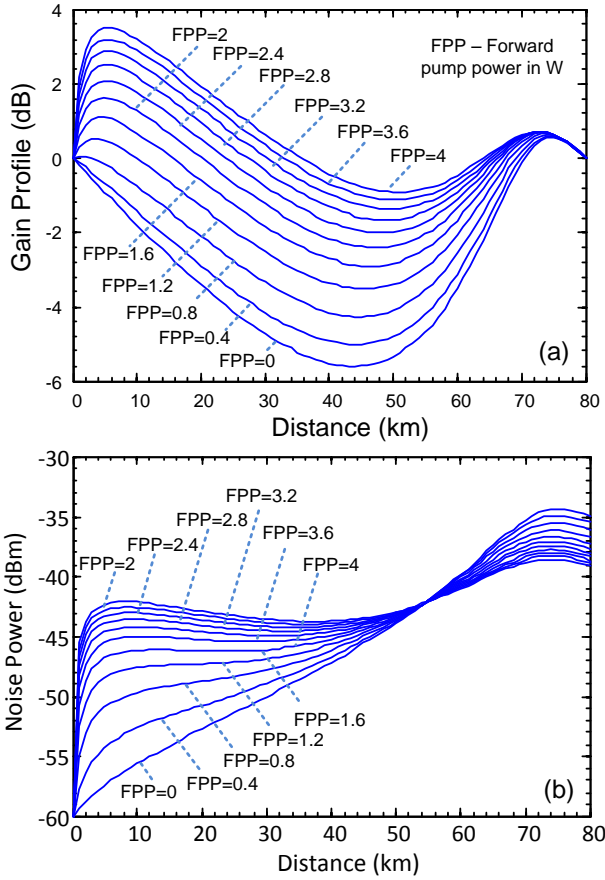 4
2
0
-2
-4
-6
Gain Profile (dB)
FPP=2
FPP=2.4
FPP=2.8
FPP=3.2
FPP=3.6
FPP=4
FPP – Forward
pump power in W
FPP=1.6
FPP=1.2
FPP=0.8
FPP=0.4
FPP=0
(a)
0 10 20 30 40 50 60 70 80
Distance (km)
-30
-35
-40
-45
-50
-55
-60
Noise Power (dBm)
FPP=3.2
FPP=2.8
FPP=3.6
FPP=2.4
FPP=2
FPP=4
FPP=1.6
FPP=1.2
FPP=0.8
FPP=0.4
FPP=0
(b)
0 10 20 30 40 50 60 70 80
Distance (km)